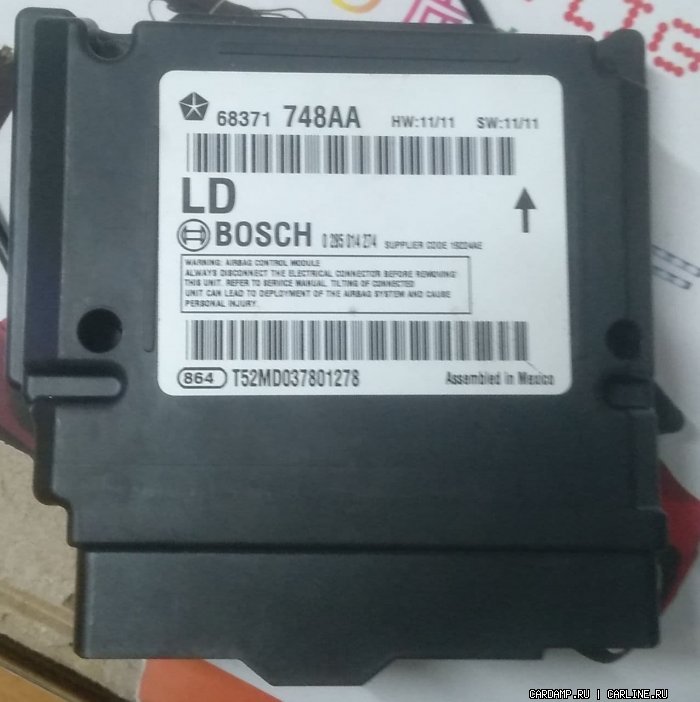 68371 748AA HW:11/11 SW:11/11
LD
BOSCH 0 285 014 274 SUPPLIER CODE 19024AE
WARNING: AIRBAG CONTROL MODULE
ALWAYS DISCONNECT THE ELECTRICAL CONNECTOR BEFORE REMOVING
THIS UNIT. REFER TO SERVICE MANUAL. TILTING OF CONNECTED
UNIT CAN LEAD TO DEPLOYMENT OF THE AIRBAG SYSTEM AND CAUSE
PERSONAL INJURY.
864 T52MD037801278 Assembled in Mexico
CARDAMP.RU | CARLINE.RU